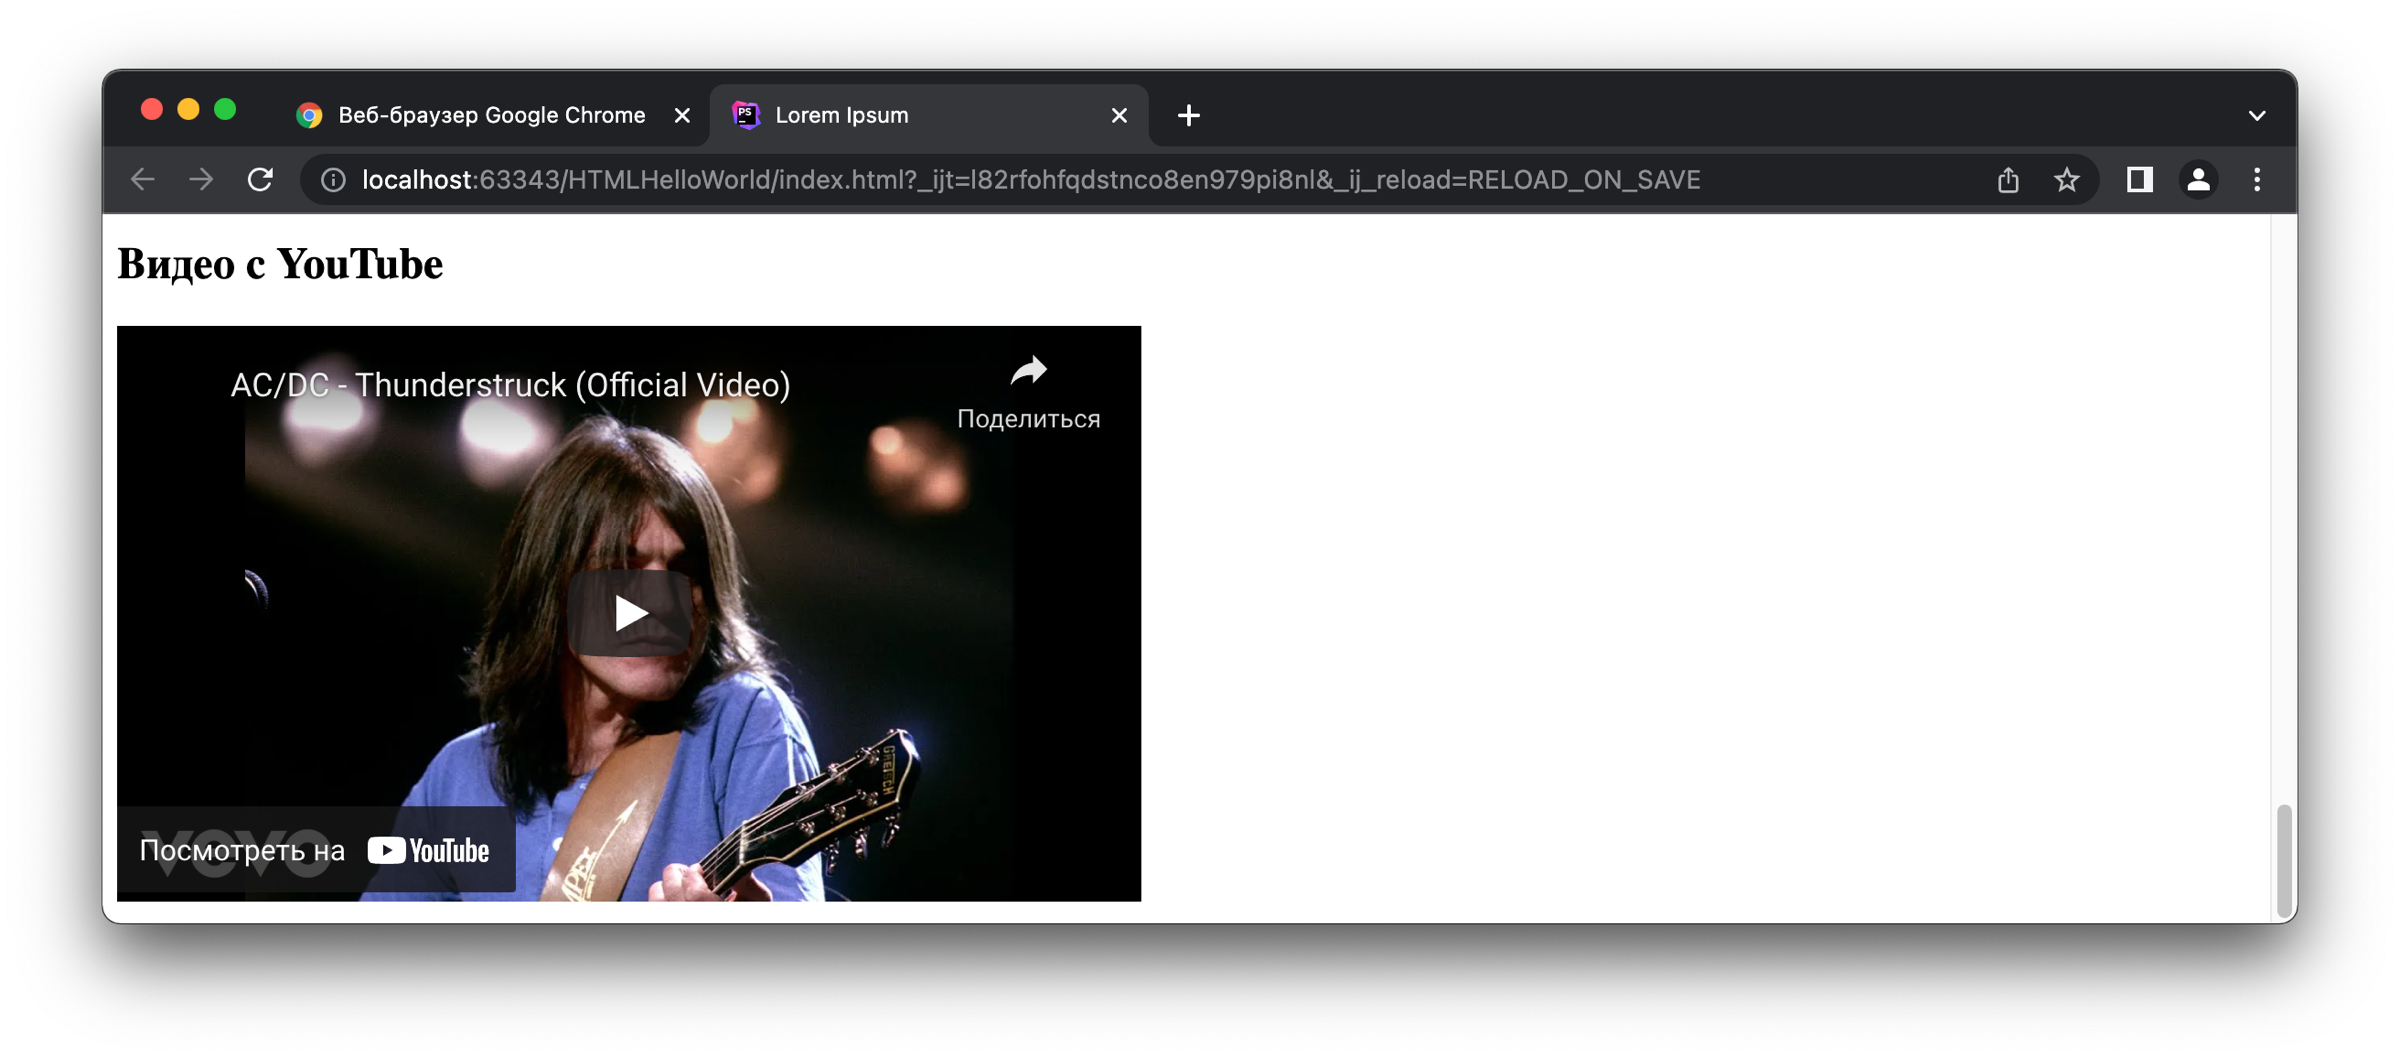 Веб-браузер Google Chrome
PS
Lorem Ipsum
localhost:63343/HTMLHelloWorld/index.html?_ijt=l82rfohfqdstnco8en979pi8nl&_ij_reload=RELOAD_ON_SAVE
Видео с YouTube
AC/DC - Thunderstruck (Official Video)
Поделиться
GRETSCH
vevo
Посмотреть на YouTube